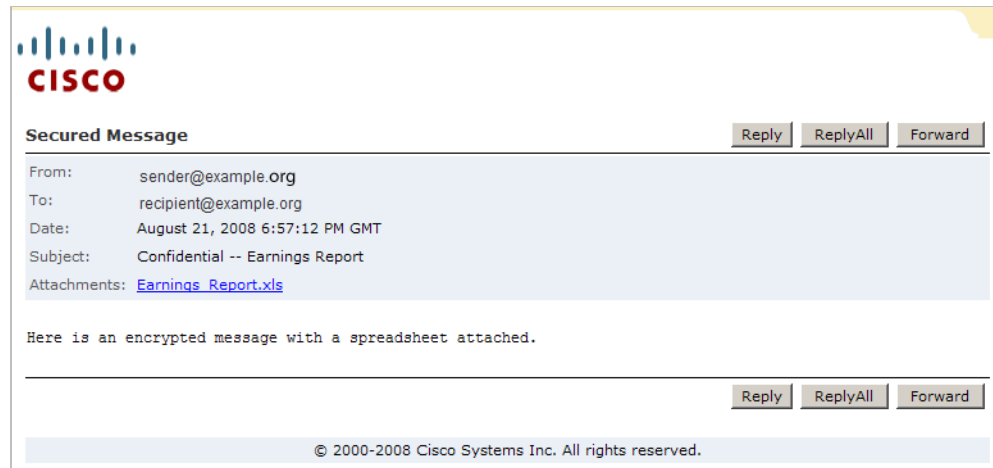 CISCO
Secured Message Reply ReplyAll Forward
From: sender@example.org
To: recipient@example.org
Date: August 21, 2008 6:57:12 PM GMT
Subject: Confidential -- Earnings Report
Attachments: Earnings_Report.xls
Here is an encrypted message with a spreadsheet attached.
Reply ReplyAll Forward
© 2000-2008 Cisco Systems Inc. All rights reserved.